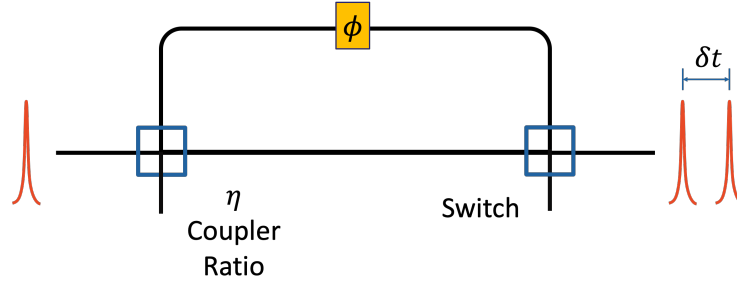 ϕ
δt
η
Coupler
Ratio
Switch